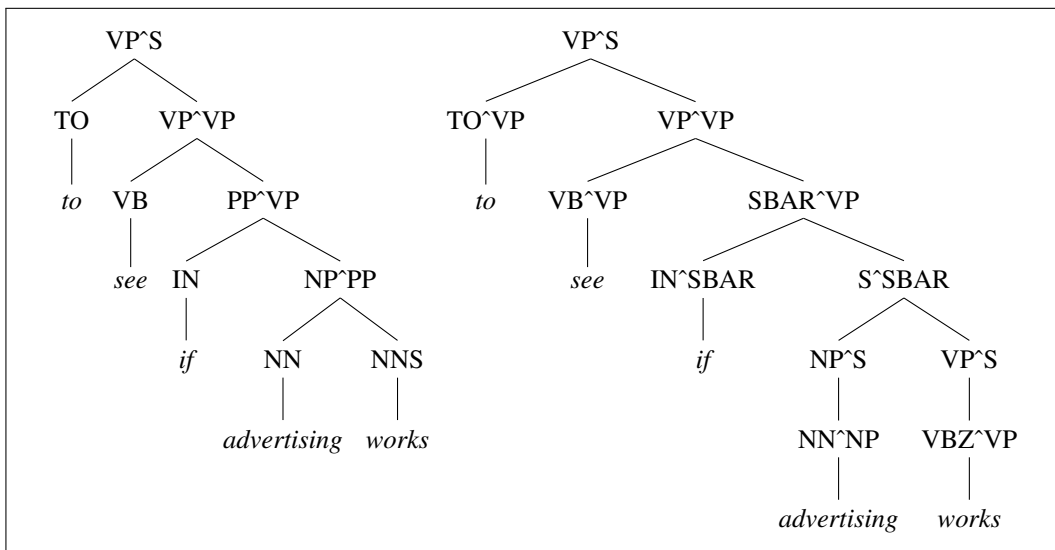 VP^S VP^S
TO VP^VP TO^VP VP^VP
to VB PP^VP to VB^VP SBAR^VP
see IN NP^PP see IN^SBAR S^SBAR
if NN NNS if NP^S VP^S
advertising works NN^NP VBZ^VP
advertising works